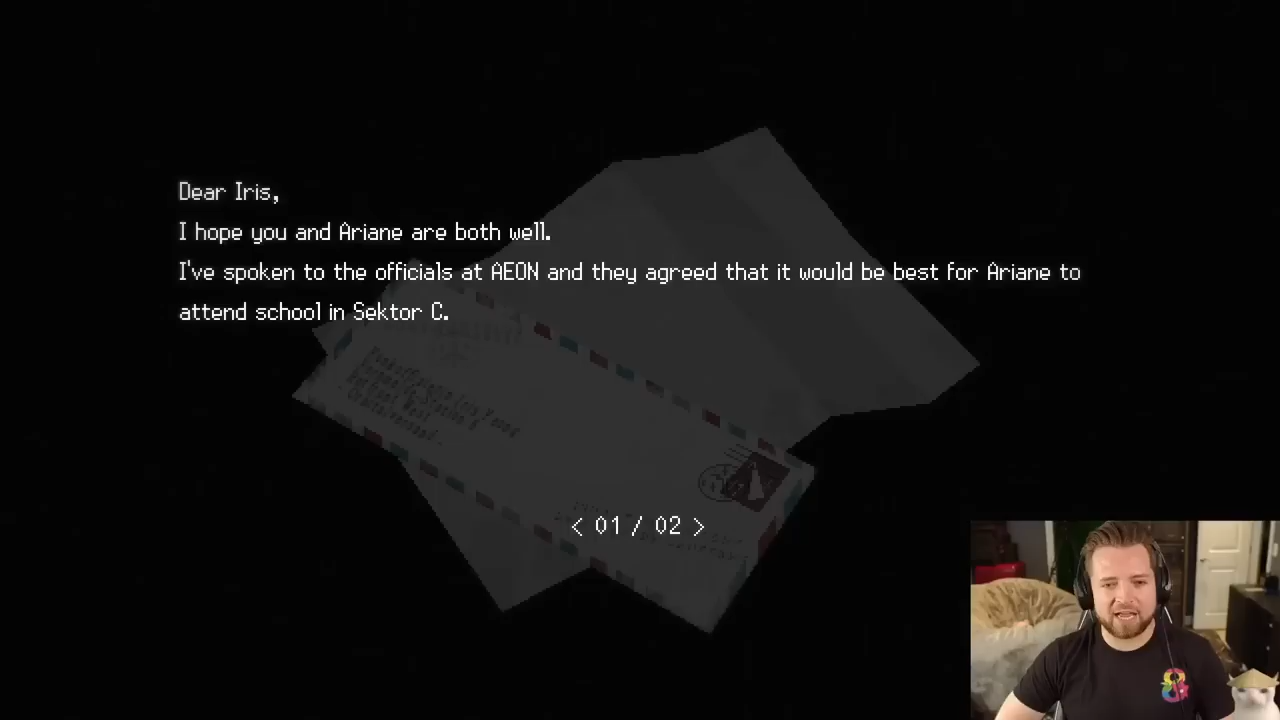 Dear Iris,
I hope you and Ariane are both well.
I've spoken to the officials at AEON and they agreed that it would be best for Ariane to
attend school in Sektor C.
< 01 / 02 >